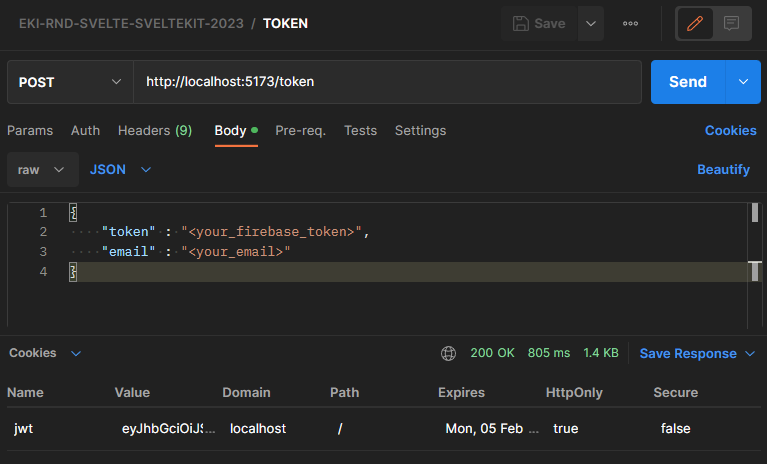 EKI-RND-SVELTE-SVELTEKIT-2023 / TOKEN Save
POST http://localhost:5173/token Send
Params Auth Headers (9) Body Pre-req. Tests Settings Cookies
raw JSON Beautify
1 {
2 "token" : "<your_firebase_token>",
3 "email" : "<your_email>"
4 }
Cookies 200 OK 805 ms 1.4 KB Save Response
Name Value Domain Path Expires HttpOnly Secure
jwt eyJhbGciOiJS... localhost / Mon, 05 Feb ... true false